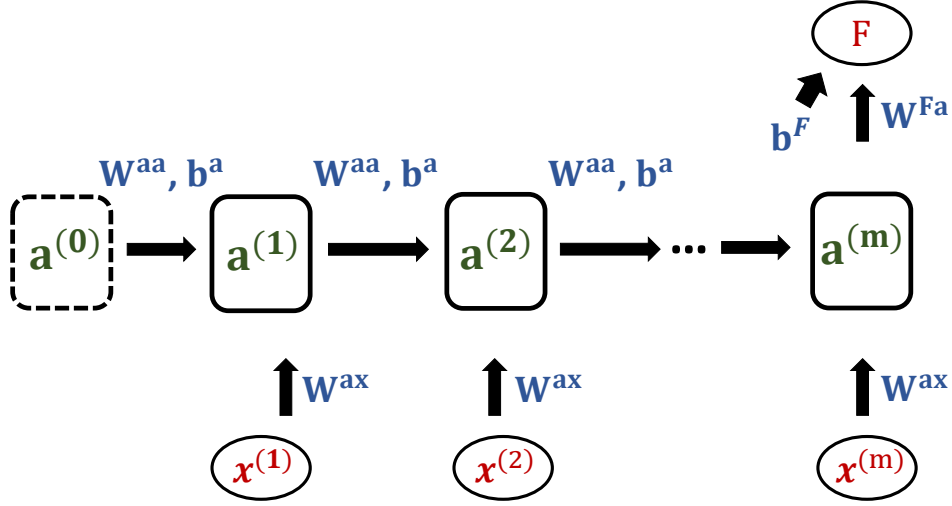 F
b^F W^Fa
W^aa, b^a W^aa, b^a W^aa, b^a
a^(0) a^(1) a^(2) ... a^(m)
W^ax W^ax W^ax
x^(1) x^(2) x^(m)